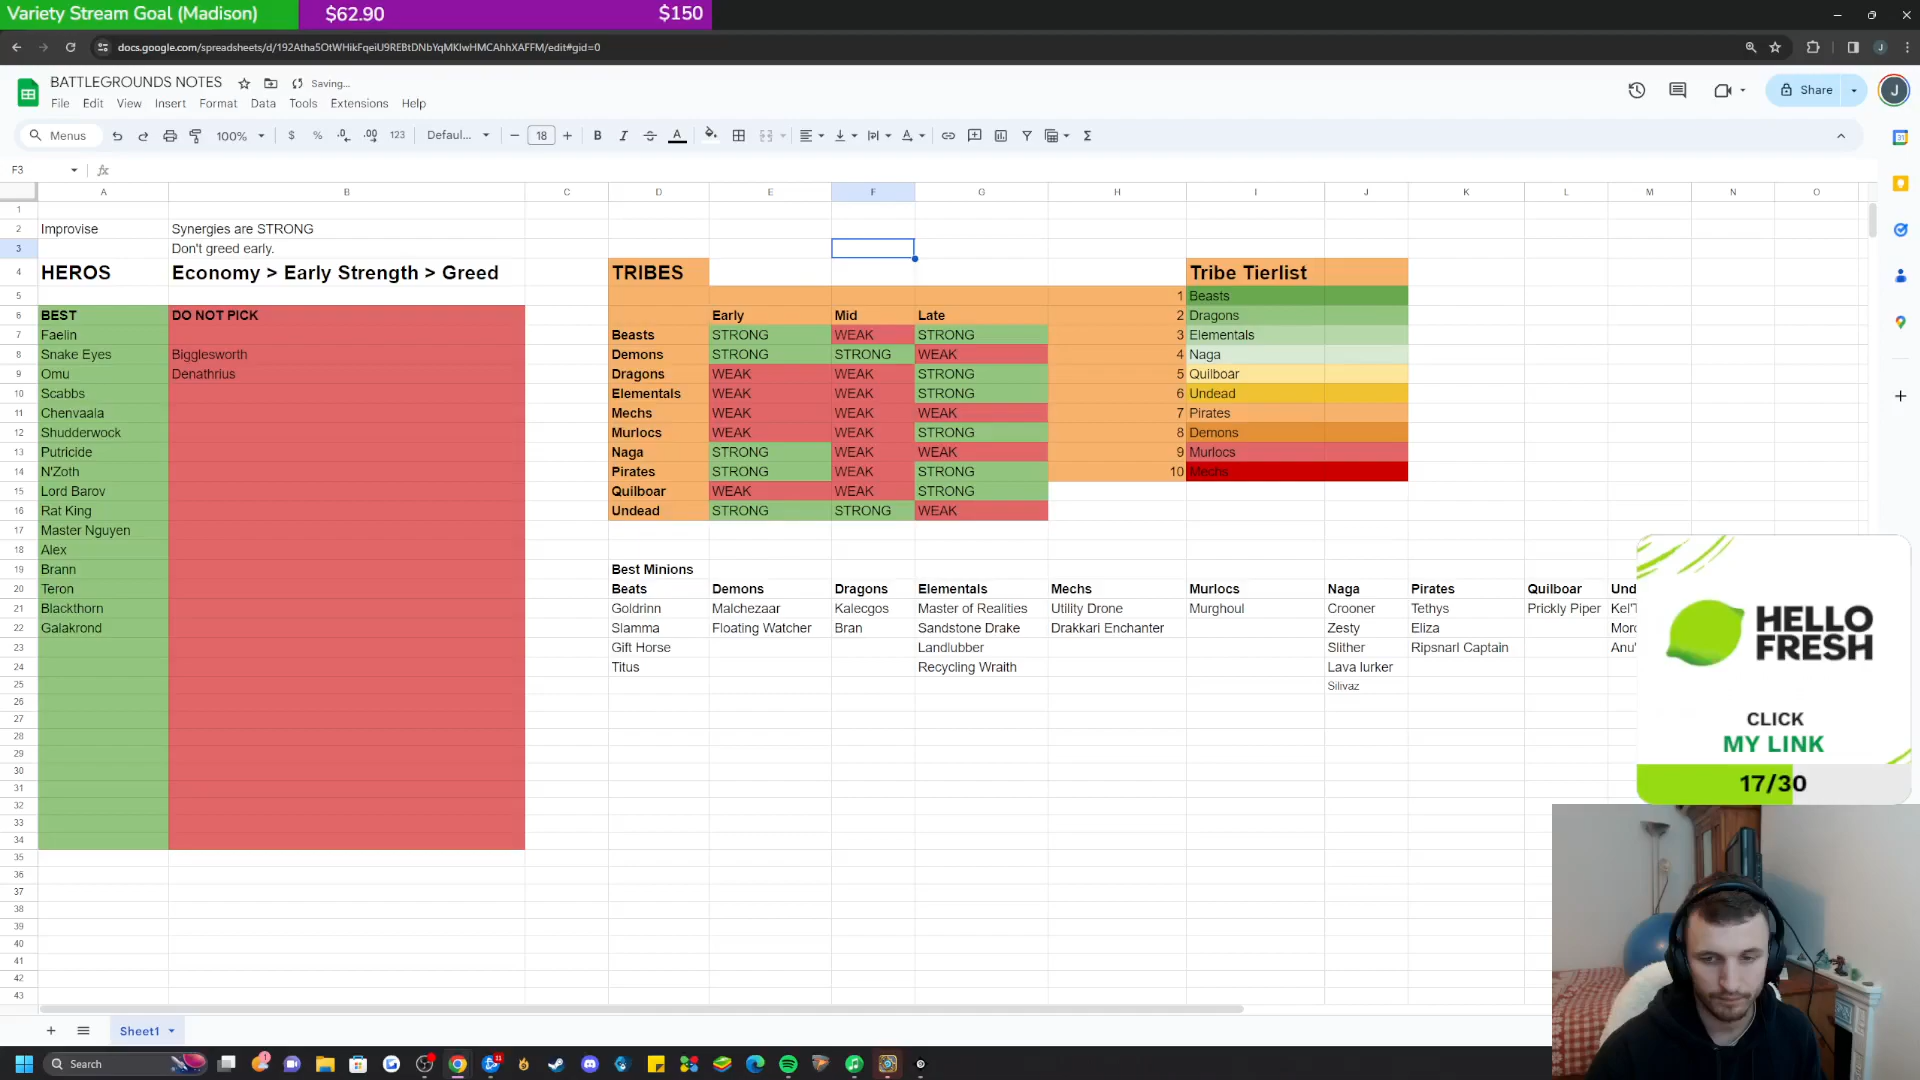 Variety Stream Goal (Madison) $62.90 $150
docs.google.com/spreadsheets/d/192Atha5OtWHikFqeiU9REBtDNbYqMKlwHMCAhhXAFFM/edit#gid=0
BATTLEGROUNDS NOTES Saving...
File Edit View Insert Format Data Tools Extensions Help
Share J
Menus 100% $ % .0 .00 123 Defaul... 18 B I A
F3 fx
A B C D E F G H I J K L M N O
1
2 Improvise Synergies are STRONG
3 Don't greed early.
4 HEROS Economy > Early Strength > Greed TRIBES Tribe Tierlist
5 1 Beasts
6 BEST DO NOT PICK Early Mid Late 2 Dragons
7 Faelin Beasts STRONG WEAK STRONG 3 Elementals
8 Snake Eyes Bigglesworth Demons STRONG STRONG WEAK 4 Naga
9 Omu Denathrius Dragons WEAK WEAK STRONG 5 Quilboar
10 Scabbs Elementals WEAK WEAK STRONG 6 Undead
11 Chenvaaia Mechs WEAK WEAK WEAK 7 Pirates
12 Shudderwock Murlocs WEAK WEAK STRONG 8 Demons
13 Putricide Naga STRONG WEAK WEAK 9 Murlocs
14 N'Zoth Pirates STRONG WEAK STRONG 10 Mechs
15 Lord Barov Quilboar WEAK WEAK STRONG
16 Rat King Undead STRONG STRONG WEAK
17 Master Nguyen
18 Alex
19 Brann Best Minions
20 Teron Beats Demons Dragons Elementals Mechs Murlocs Naga Pirates Quilboar Und
21 Blackthorn Goldrinn Malchezaar Kalecgos Master of Realities Utility Drone Murghoul Crooner Tethys Prickly Piper Kel'T
22 Galakrond Slamma Floating Watcher Bran Sandstone Drake Drakkari Enchanter Zesty Eliza Morc
23 Gift Horse Landlubber Slither Ripsnarl Captain Anu'
24 Titus Recycling Wraith Lava lurker
25 Silivaz
26
27
28
29
30
31
32
33
34
35
36
37
38
39
40
41
42
43
HELLO
FRESH
CLICK
MY LINK
17/30
Sheet1
Search